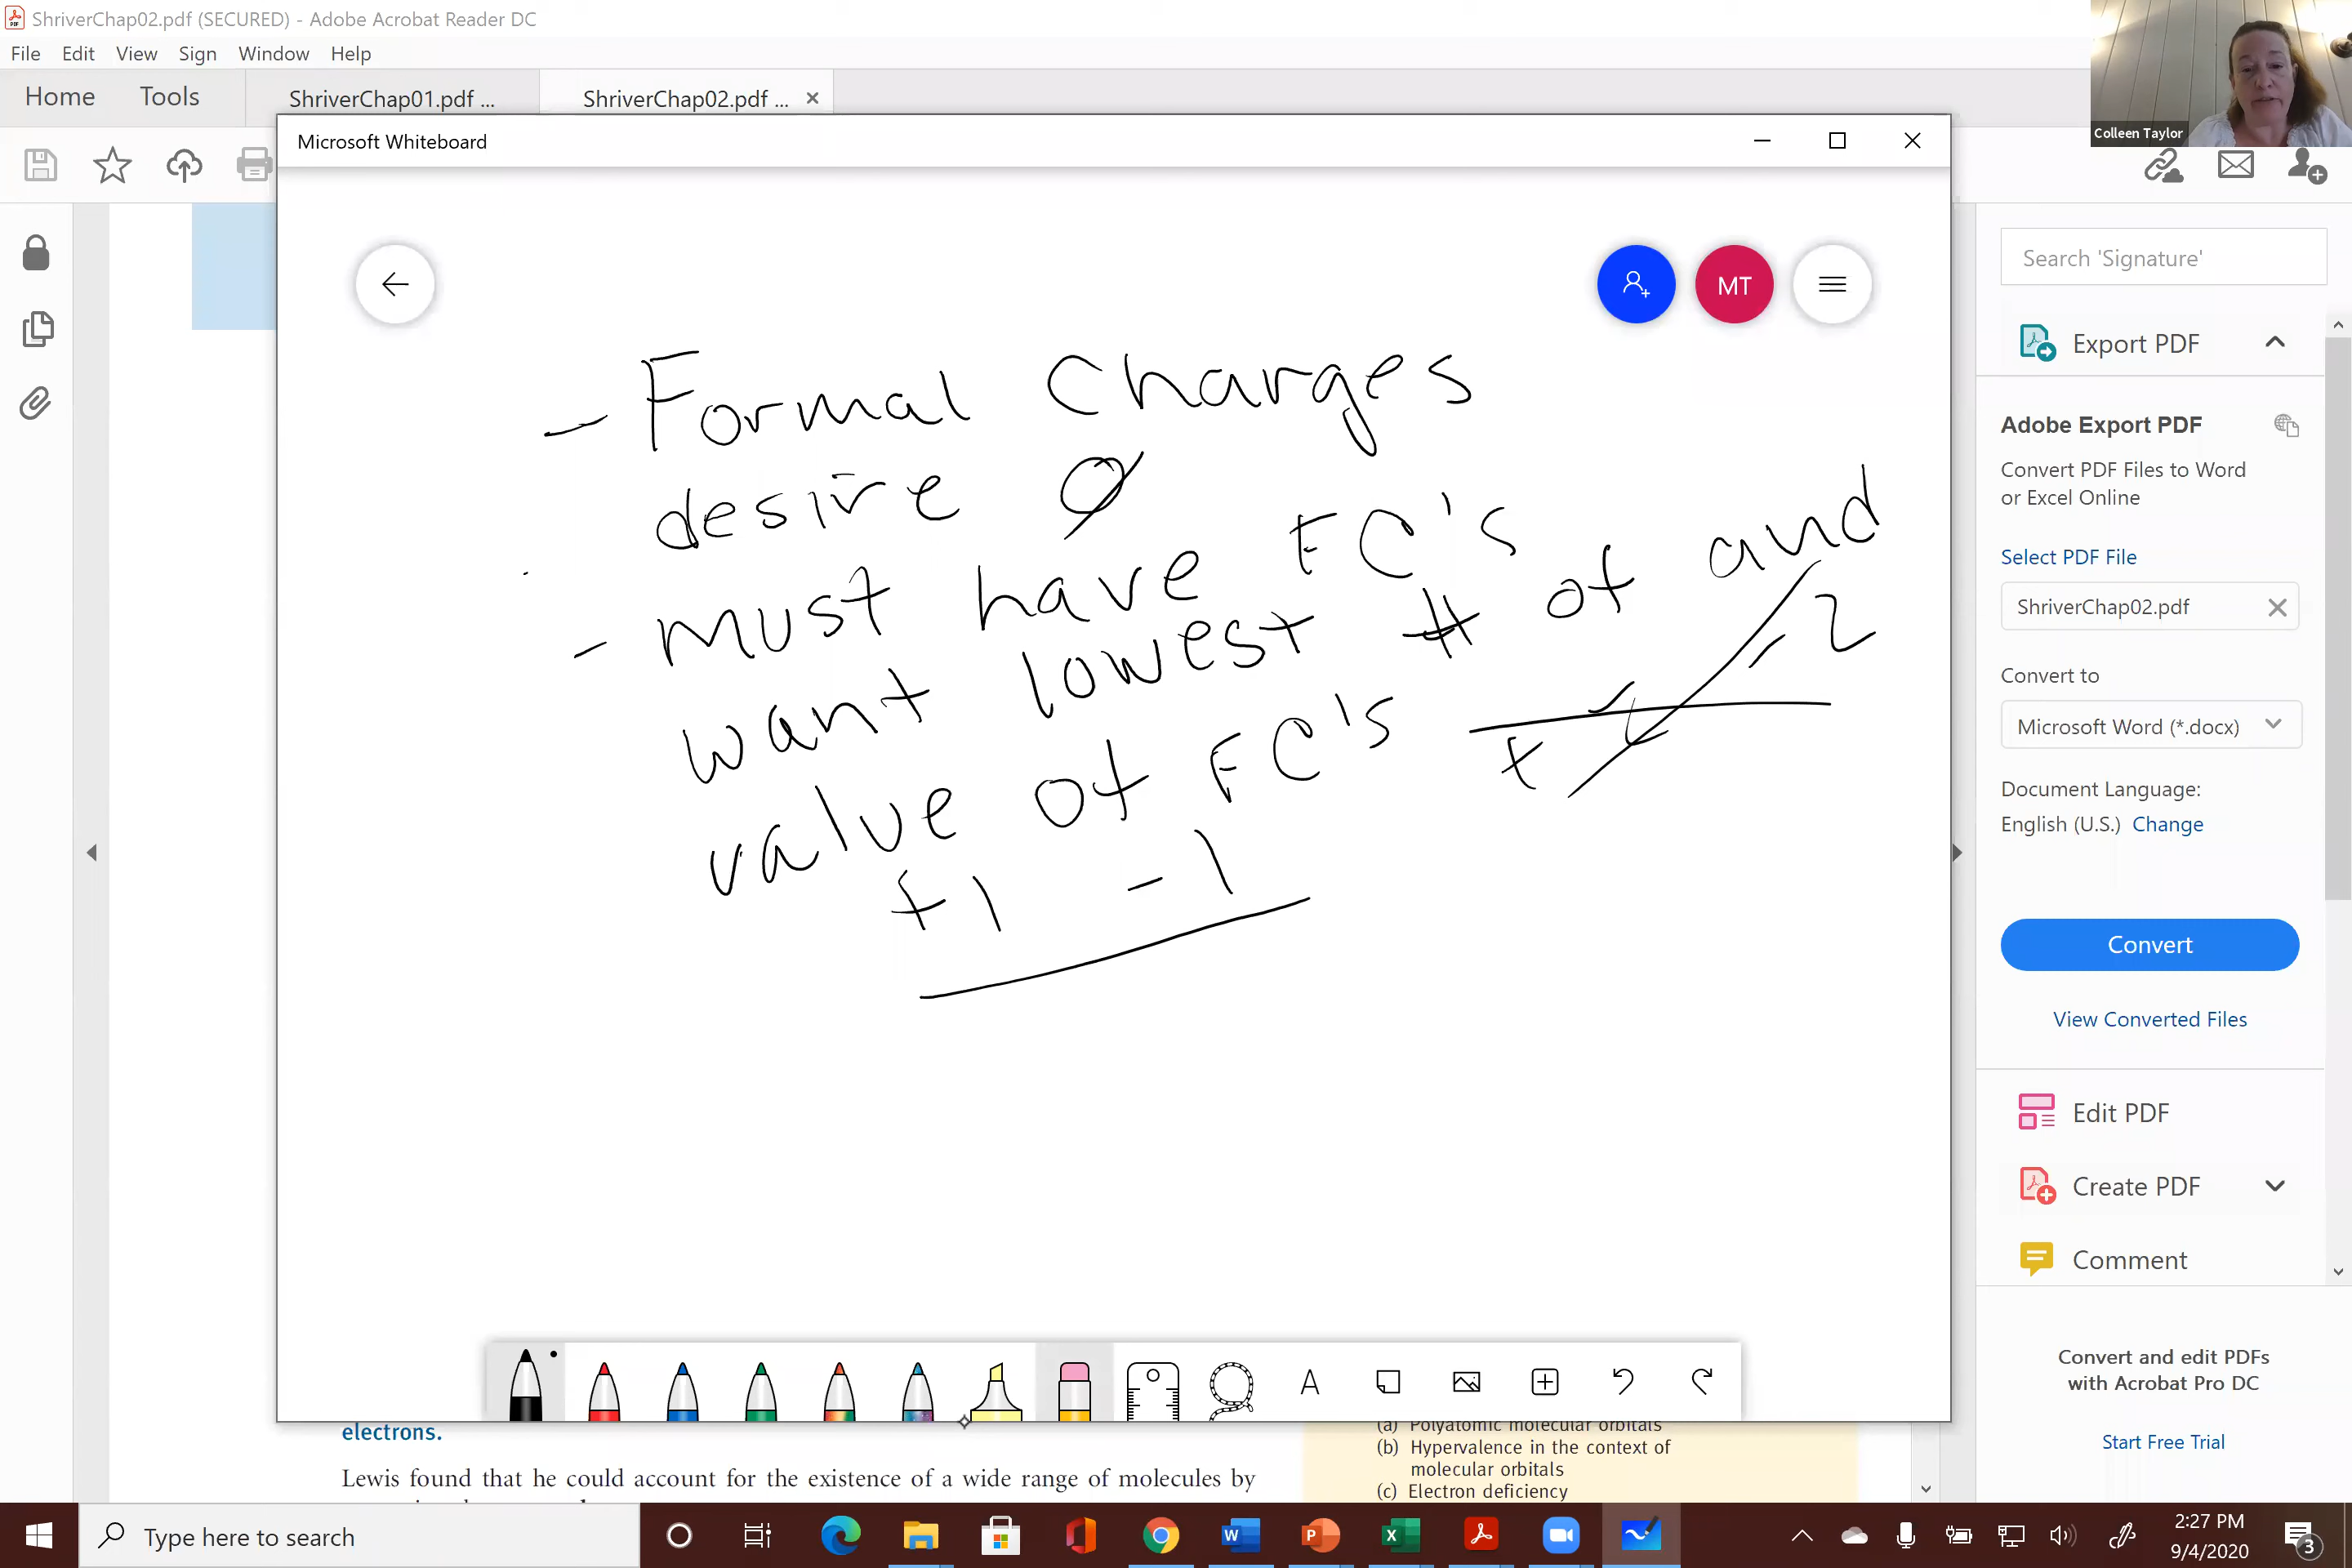 ShriverChap02.pdf (SECURED) - Adobe Acrobat Reader DC
File Edit View Sign Window Help
Home Tools ShriverChap01.pdf ... ShriverChap02.pdf ...
Colleen Taylor
Microsoft Whiteboard
MT
- Formal Charges
desire Ø
- Must have FC's
want lowest # of and
value of FC's
+1 -1
- 2
Search 'Signature'
Export PDF
Adobe Export PDF
Convert PDF Files to Word
or Excel Online
Select PDF File
ShriverChap02.pdf
Convert to
Microsoft Word (*.docx)
Document Language:
English (U.S.) Change
Convert
View Converted Files
Edit PDF
Create PDF
Comment
Convert and edit PDFs
with Acrobat Pro DC
Start Free Trial
electrons.
Lewis found that he could account for the existence of a wide range of molecules by
(a) Polyatomic molecular orbitals
(b) Hypervalence in the context of
molecular orbitals
(c) Electron deficiency
Type here to search
2:27 PM
9/4/2020
3